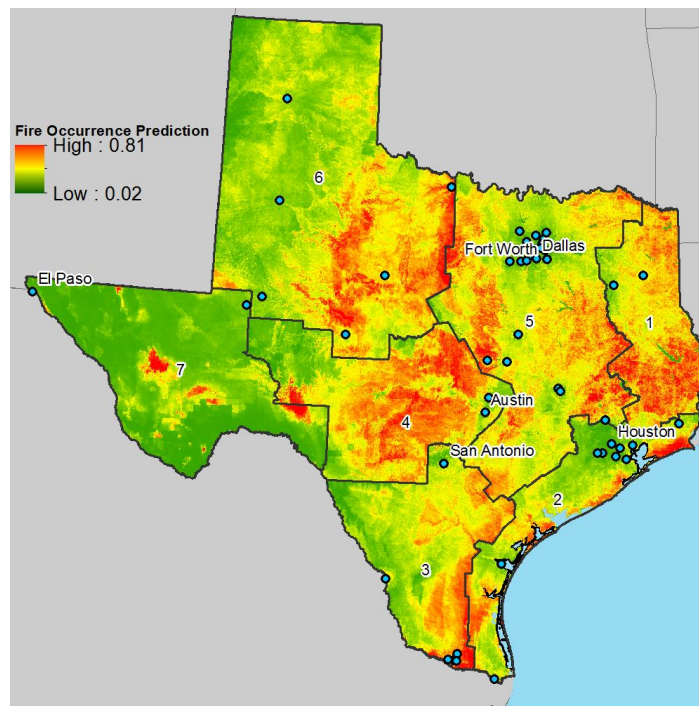 Fire Occurrence Prediction
High : 0.81
Low : 0.02
6
Fort Worth
Dallas
El Paso
5
1
7
4
Austin
Houston
San Antonio
2
3